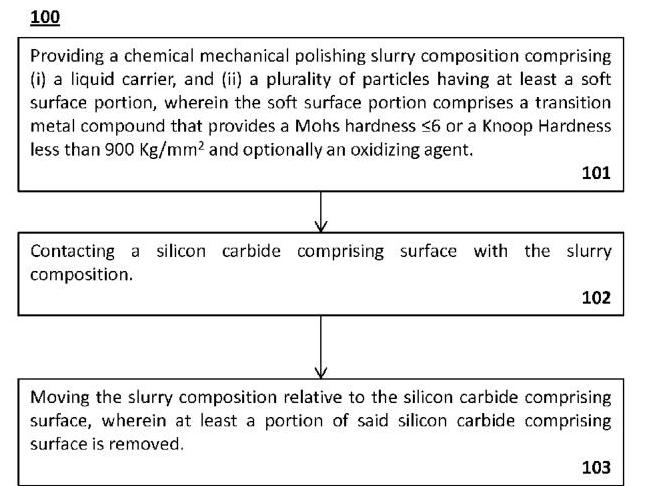 100
Providing a chemical mechanical polishing slurry composition comprising
(i) a liquid carrier, and (ii) a plurality of particles having at least a soft
surface portion, wherein the soft surface portion comprises a transition
metal compound that provides a Mohs hardness ≤6 or a Knoop Hardness
less than 900 Kg/mm² and optionally an oxidizing agent.
101
Contacting a silicon carbide comprising surface with the slurry
composition.
102
Moving the slurry composition relative to the silicon carbide comprising
surface, wherein at least a portion of said silicon carbide comprising
surface is removed.
103